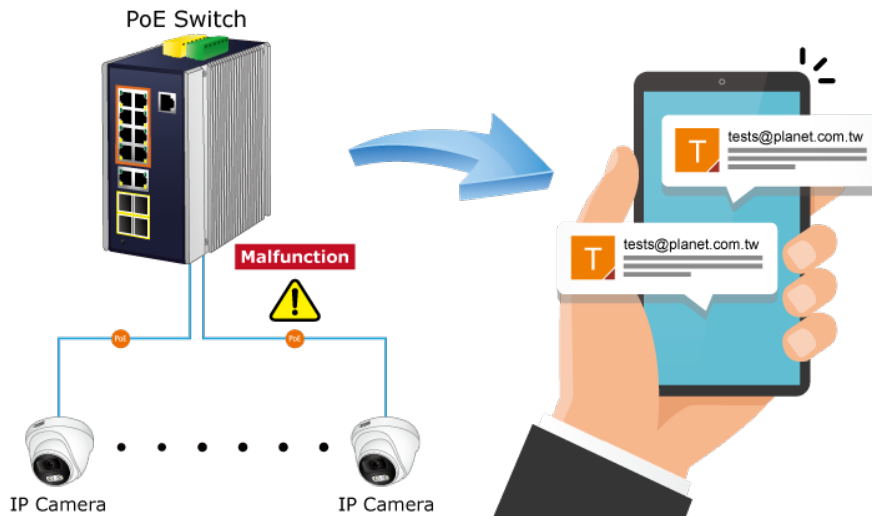 PoE Switch
Malfunction
PoE
PoE
IP Camera
IP Camera
T
tests@planet.com.tw
T
tests@planet.com.tw